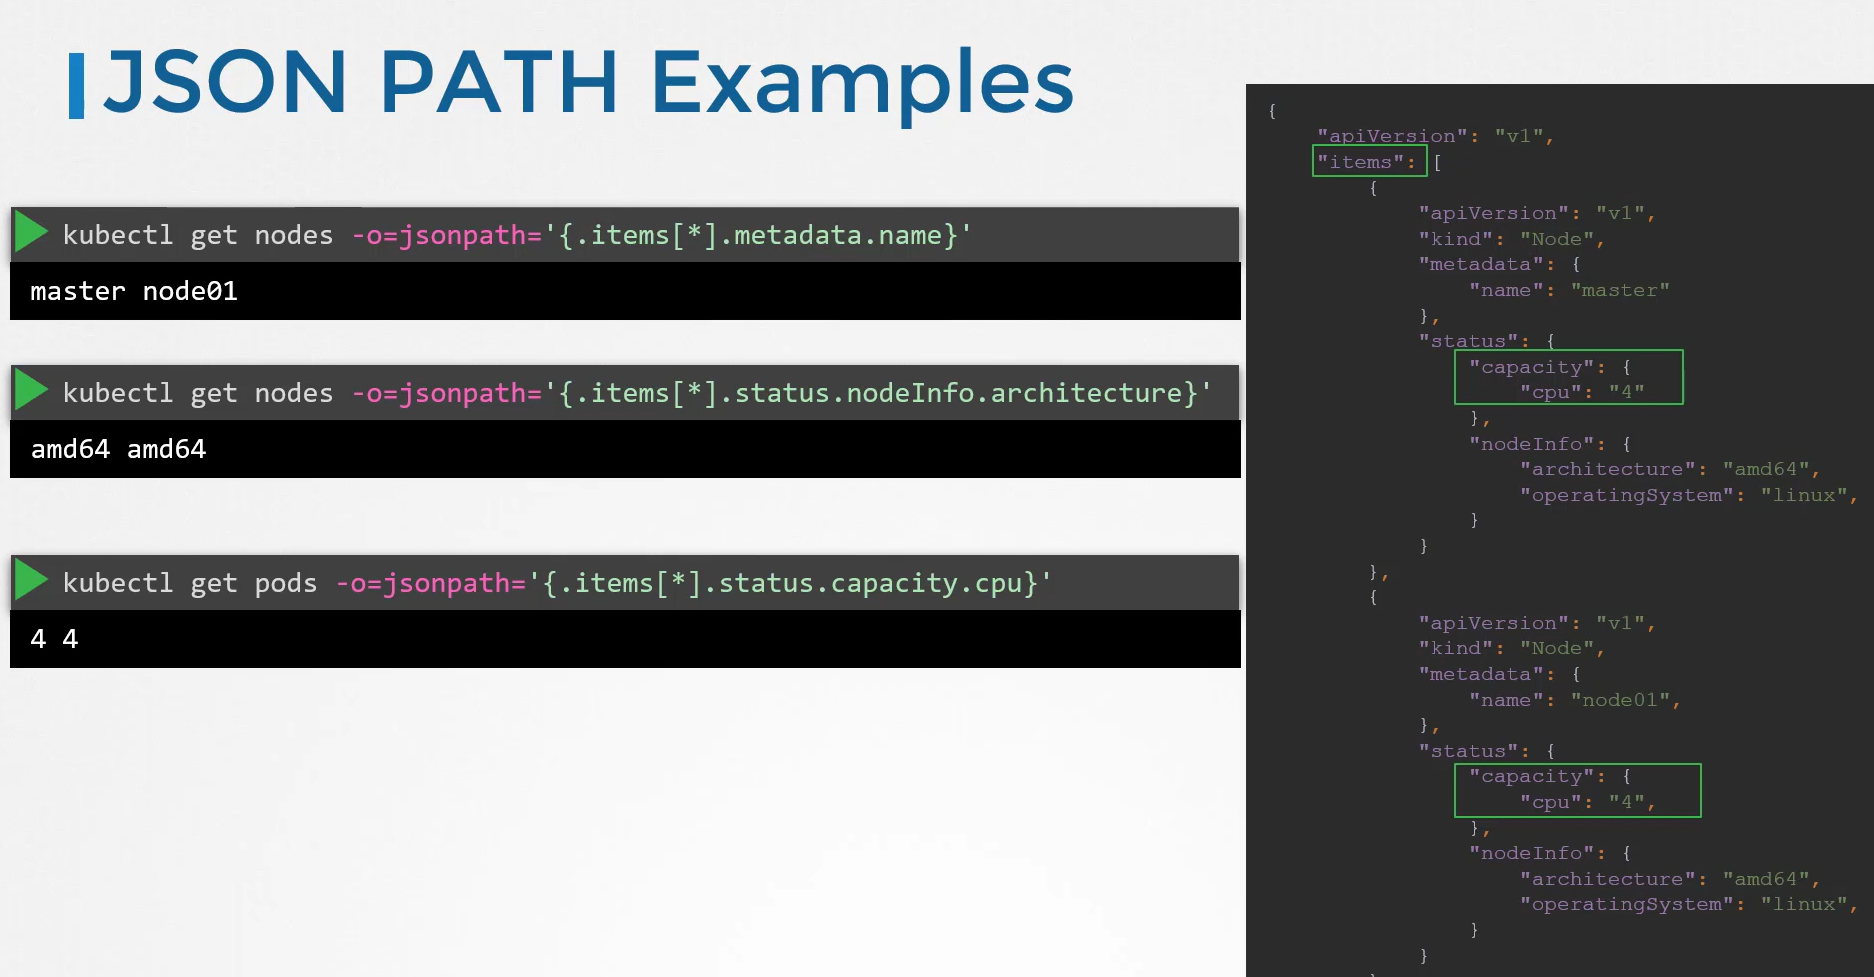 JSON PATH Examples
kubectl get nodes -o=jsonpath='{.items[*].metadata.name}'
master node01
kubectl get nodes -o=jsonpath='{.items[*].status.nodeInfo.architecture}'
amd64 amd64
kubectl get pods -o=jsonpath='{.items[*].status.capacity.cpu}'
4 4
{
"apiVersion": "v1",
"items": [
{
"apiVersion": "v1",
"kind": "Node",
"metadata": {
"name": "master"
},
"status": {
"capacity": {
"cpu": "4"
},
"nodeInfo": {
"architecture": "amd64",
"operatingSystem": "linux",
}
}
},
{
"apiVersion": "v1",
"kind": "Node",
"metadata": {
"name": "node01",
},
"status": {
"capacity": {
"cpu": "4",
},
"nodeInfo": {
"architecture": "amd64",
"operatingSystem": "linux",
}
}